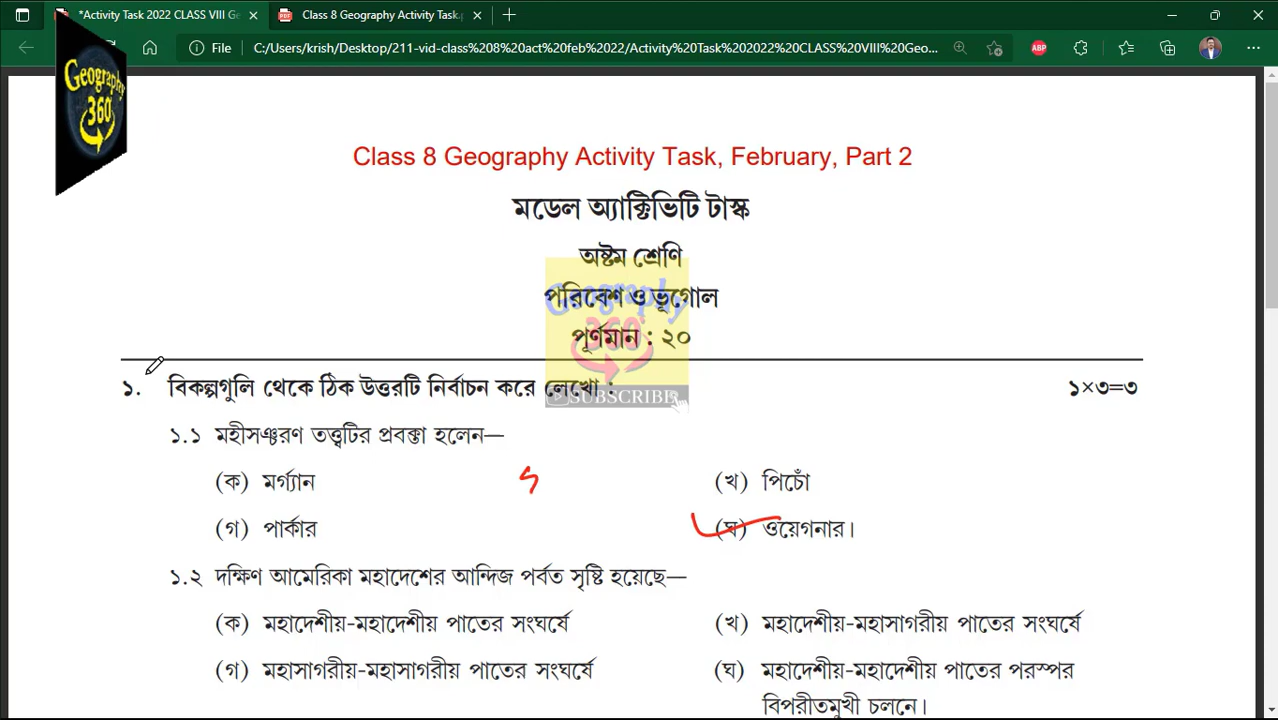 *Activity Task 2022 CLASS VIII Ge
Class 8 Geography Activity Task.
File
C:/Users/krish/Desktop/211-vid-class%208%20act%20feb%2022/Activity%20Task%202022%20CLASS%20VIII%20Geo...
ABP
Geography
360
Class 8 Geography Activity Task, February, Part 2
মডেল অ্যাক্টিভিটি টাস্ক
অষ্টম শ্রেণি
পরিবেশ ও ভূগোল
Geography
পূর্ণমান : ২০
360
SUBSCRIBE
১. বিকল্পগুলি থেকে ঠিক উত্তরটি নির্বাচন করে লেখো : ১×৩=৩
১.১ মহীসঞ্চরণ তত্ত্বটির প্রবক্তা হলেন—
(ক) মর্গ্যান (খ) পিচোঁ
(গ) পার্কার (ঘ) ওয়েগনার।
১.২ দক্ষিণ আমেরিকা মহাদেশের আন্দিজ পর্বত সৃষ্টি হয়েছে—
(ক) মহাদেশীয়-মহাদেশীয় পাতের সংঘর্ষে (খ) মহাদেশীয়-মহাসাগরীয় পাতের সংঘর্ষে
(গ) মহাসাগরীয়-মহাসাগরীয় পাতের সংঘর্ষে (ঘ) মহাদেশীয়-মহাদেশীয় পাতের পরস্পর
বিপরীতমুখী চলনে।